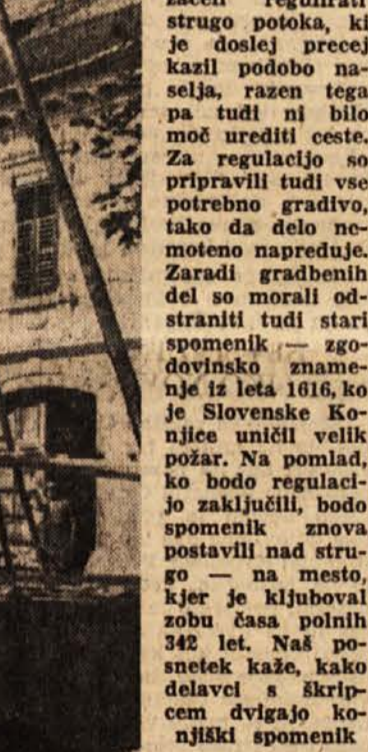 začeli regulirati
strugo potoka, ki
je doslej precej
kazil podobo na-
selja, razen tega
pa tudi ni bilo
moč urediti ceste.
Za regulacijo so
pripravili tudi vse
potrebno gradivo,
tako da delo ne-
moteno napreduje.
Zaradi gradbenih
del so morali od-
straniti tudi stari
spomenik — zgo-
dovinsko zname-
nje iz leta 1616, ko
je Slovenske Ko-
njice uničil velik
požar. Na pomlad,
ko bodo regulaci-
jo zaključili, bodo
spomenik znova
postavili nad stru-
go — na mesto,
kjer je kljuboval
zobu časa polnih
342 let. Naš po-
snetek kaže, kako
delavci s škrip-
cem dvigajo ko-
njiški spomenik